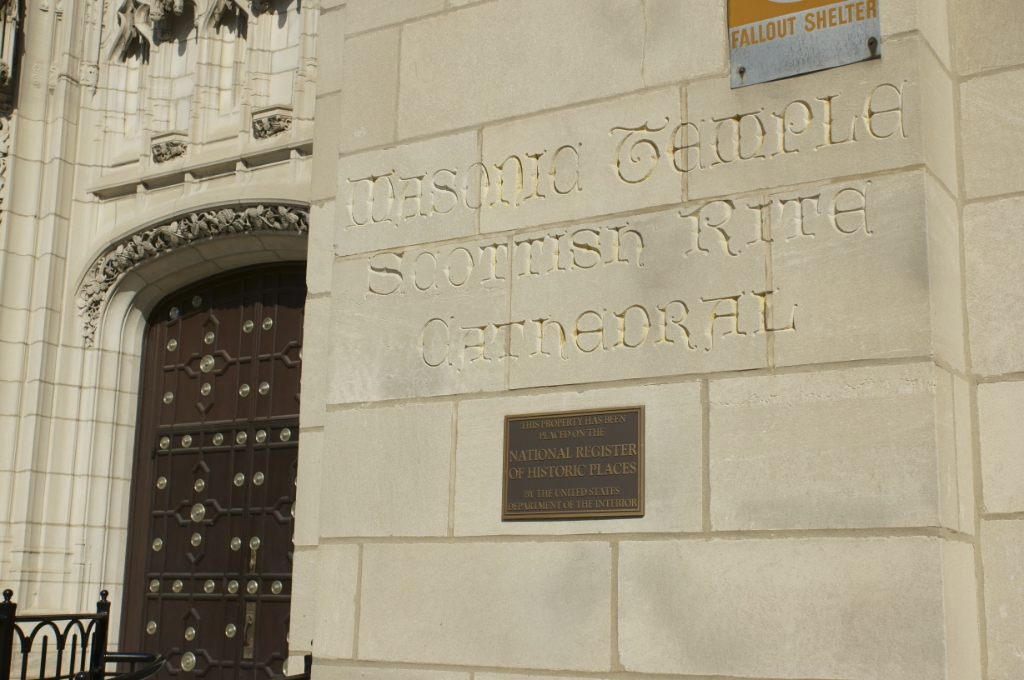 FALLOUT SHELTER
MASONIC TEMPLE
SCOTTISH RITE
CATHEDRAL
THIS PROPERTY HAS BEEN
PLACED ON THE
NATIONAL REGISTER
OF HISTORIC PLACES
BY THE UNITED STATES
DEPARTMENT OF THE INTERIOR